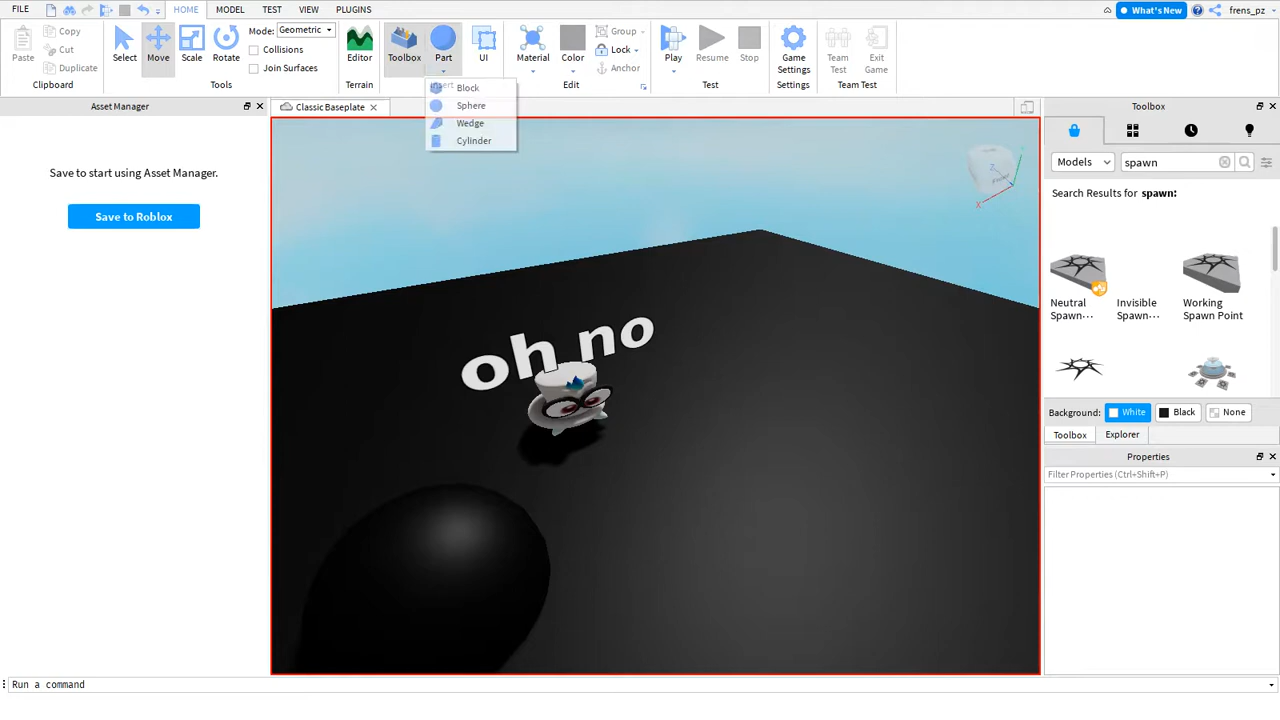 FILE HOME MODEL TEST VIEW PLUGINS What's New frens_pz
Paste Copy Cut Duplicate Clipboard
Select Move Scale Rotate Mode: Geometric Collisions Join Surfaces Tools
Editor Terrain
Toolbox Part UI
Material Color Group Lock Anchor Edit
Play Resume Stop Test
Game Settings Settings
Team Test Exit Game Team Test
Block
Sphere
Wedge
Cylinder
Asset Manager
Save to start using Asset Manager.
Save to Roblox
Classic Baseplate
oh no
Toolbox
Models spawn
Search Results for spawn:
Neutral Spawn··· Invisible Spawn··· Working Spawn Point
Background: White Black None
Toolbox Explorer
Properties
Filter Properties (Ctrl+Shift+P)
Run a command